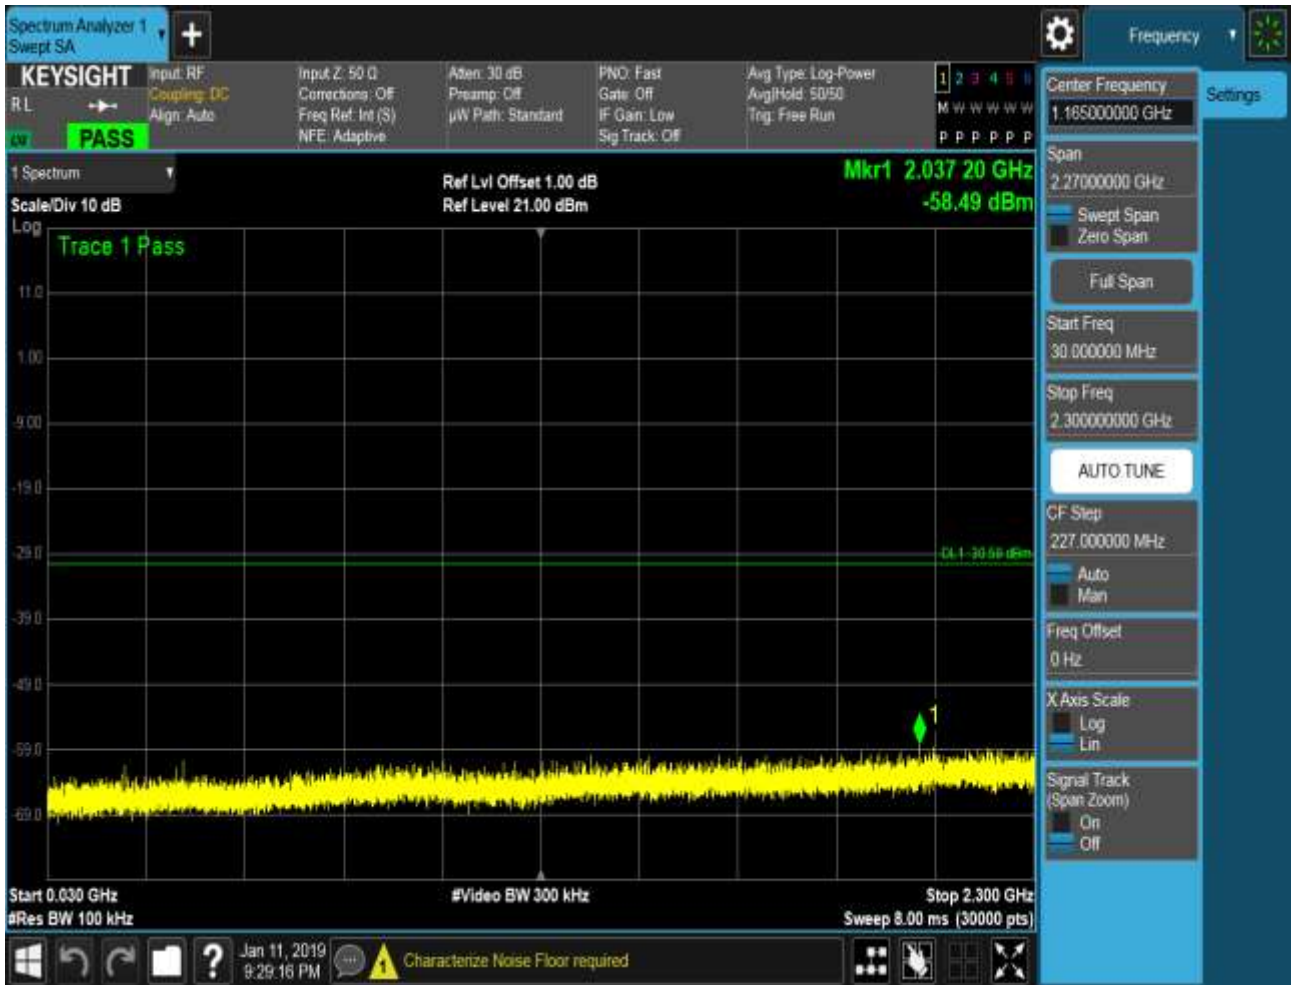 Spectrum Analyzer 1
Swept SA
+
Frequency
KEYSIGHT
RL
PASS
Input: RF
Coupling: DC
Align: Auto
Input Z: 50 Ω
Corrections: Off
Freq Ref: Int (S)
NFE: Adaptive
Atten: 30 dB
Preamp: Off
µW Path: Standard
PNO: Fast
Gate: Off
IF Gain: Low
Sig Track: Off
Avg Type: Log-Power
Avg|Hold: 50/50
Trig: Free Run
1 2 3 4 5 6
M W W W W W
P P P P P P
1 Spectrum
Scale/Div 10 dB
Ref Lvl Offset 1.00 dB
Ref Level 21.00 dBm
Mkr1 2.037 20 GHz
-58.49 dBm
Log
Trace 1 Pass
11.0
1.00
-9.00
-19.0
-29.0
DL1 -30.59 dBm
-39.0
-49.0
1
-59.0
-69.0
Start 0.030 GHz
#Video BW 300 kHz
Stop 2.300 GHz
#Res BW 100 kHz
Sweep 8.00 ms (30000 pts)
?
Jan 11, 2019
9:29:16 PM
1
Characterize Noise Floor required
Center Frequency
1.165000000 GHz
Settings
Span
2.27000000 GHz
Swept Span
Zero Span
Full Span
Start Freq
30.000000 MHz
Stop Freq
2.300000000 GHz
AUTO TUNE
CF Step
227.000000 MHz
Auto
Man
Freq Offset
0 Hz
X Axis Scale
Log
Lin
Signal Track
(Span Zoom)
On
Off